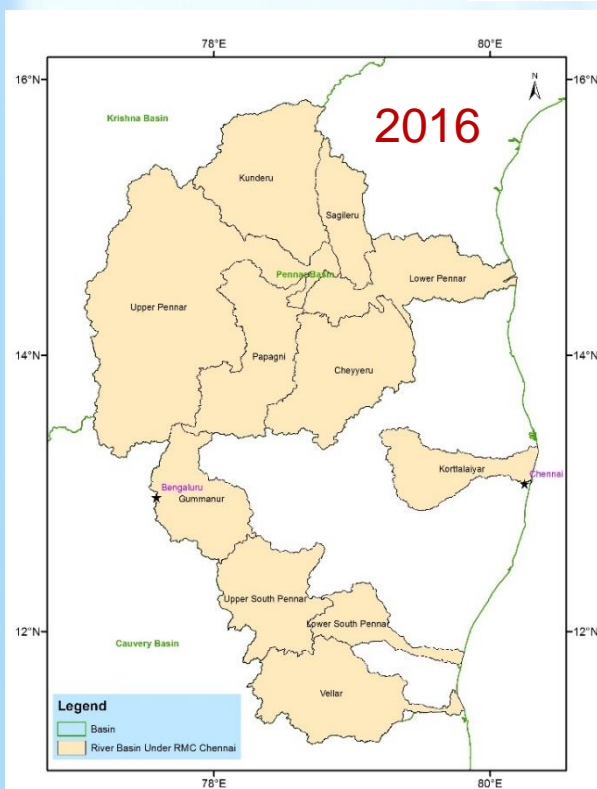 78°E
80°E
16°N
16°N
N
2016
Krishna Basin
Kunderu
Sagileru
Pennar Basin
Lower Pennar
Upper Pennar
14°N
14°N
Papagni
Cheyyeru
Korttalaiyar
Chennai
Bengaluru
Gummanur
Upper South Pennar
12°N
Lower South Pennar
12°N
Cauvery Basin
Vellar
Legend
Basin
River Basin Under RMC Chennai
78°E
80°E